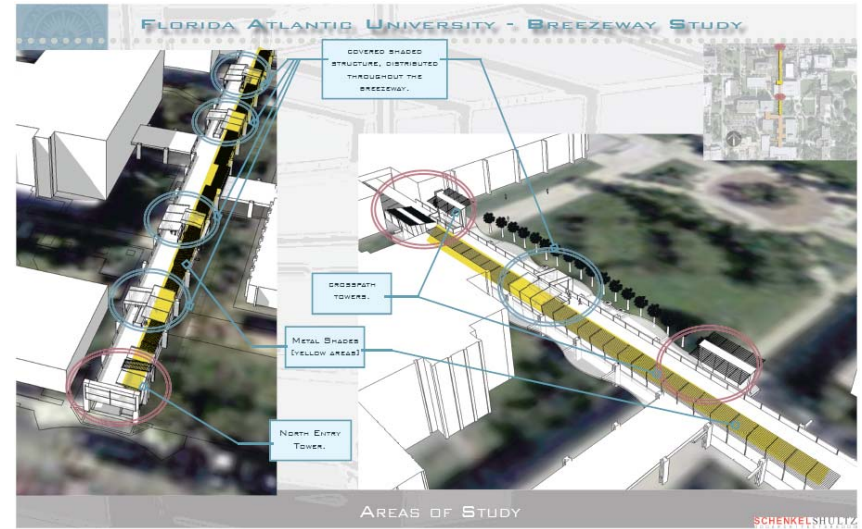 FLORIDA ATLANTIC UNIVERSITY - BREEZEWAY STUDY
COVERED SHADED
STRUCTURE, DISTRIBUTED
THROUGHOUT THE
BREEZEWAY.
CROSSPATH
TOWERS.
METAL SHADES
(YELLOW AREAS)
NORTH ENTRY
TOWER.
AREAS OF STUDY
SCHENKELSHULTZ